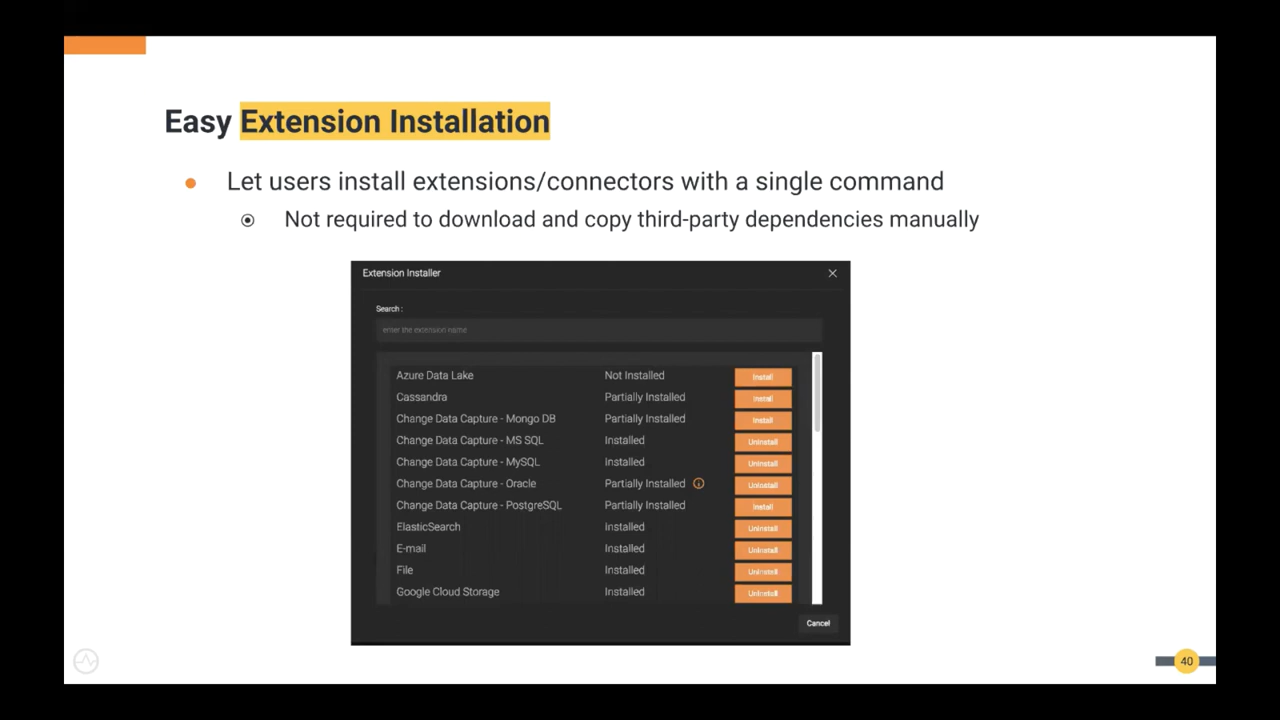 Easy Extension Installation
Let users install extensions/connectors with a single command
Not required to download and copy third-party dependencies manually
Extension Installer
Search :
enter the extension name
Azure Data Lake Not Installed Install
Cassandra Partially Installed Install
Change Data Capture - Mongo DB Partially Installed Install
Change Data Capture - MS SQL Installed Uninstall
Change Data Capture - MySQL Installed Uninstall
Change Data Capture - Oracle Partially Installed Uninstall
Change Data Capture - PostgreSQL Partially Installed Install
ElasticSearch Installed Uninstall
E-mail Installed Uninstall
File Installed Uninstall
Google Cloud Storage Installed Uninstall
Cancel
40